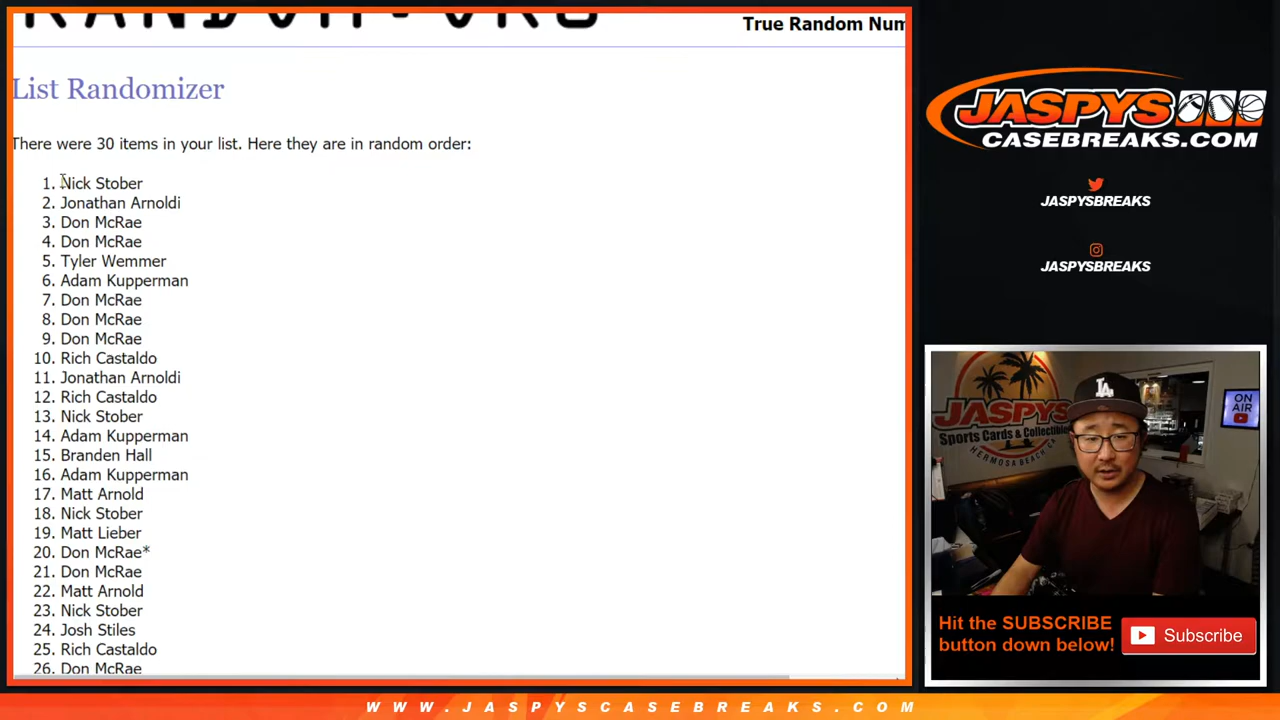 RANDOM.ORG
True Random Num
List Randomizer
There were 30 items in your list. Here they are in random order:
1. Nick Stober
2. Jonathan Arnoldi
3. Don McRae
4. Don McRae
5. Tyler Wemmer
6. Adam Kupperman
7. Don McRae
8. Don McRae
9. Don McRae
10. Rich Castaldo
11. Jonathan Arnoldi
12. Rich Castaldo
13. Nick Stober
14. Adam Kupperman
15. Branden Hall
16. Adam Kupperman
17. Matt Arnold
18. Nick Stober
19. Matt Lieber
20. Don McRae*
21. Don McRae
22. Matt Arnold
23. Nick Stober
24. Josh Stiles
25. Rich Castaldo
26. Don McRae
JASPYS
CASEBREAKS.COM
JASPYSBREAKS
JASPYSBREAKS
JASPYS
Sports Cards & Collectibles
HERMOSA BEACH CA
LA
ON
AIR
Hit the SUBSCRIBE
button down below!
Subscribe
WWW.JASPYSCASEBREAKS.COM